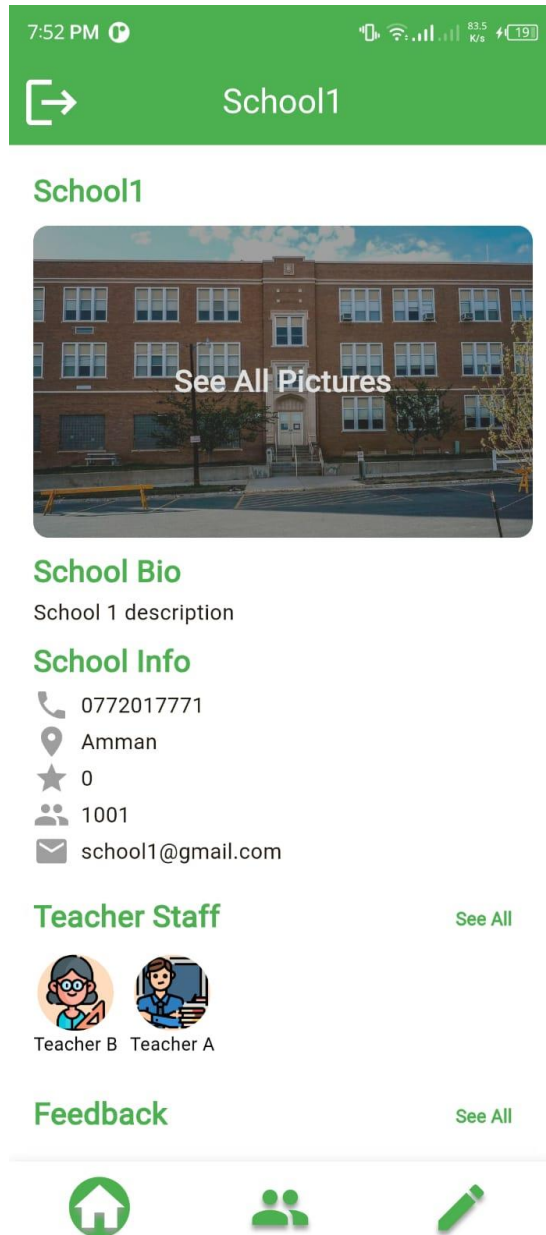 7:52 PM
83.5
K/s
19
School1
School1
See All Pictures
School Bio
School 1 description
School Info
0772017771
Amman
0
1001
school1@gmail.com
Teacher Staff See All
Teacher B Teacher A
Feedback See All